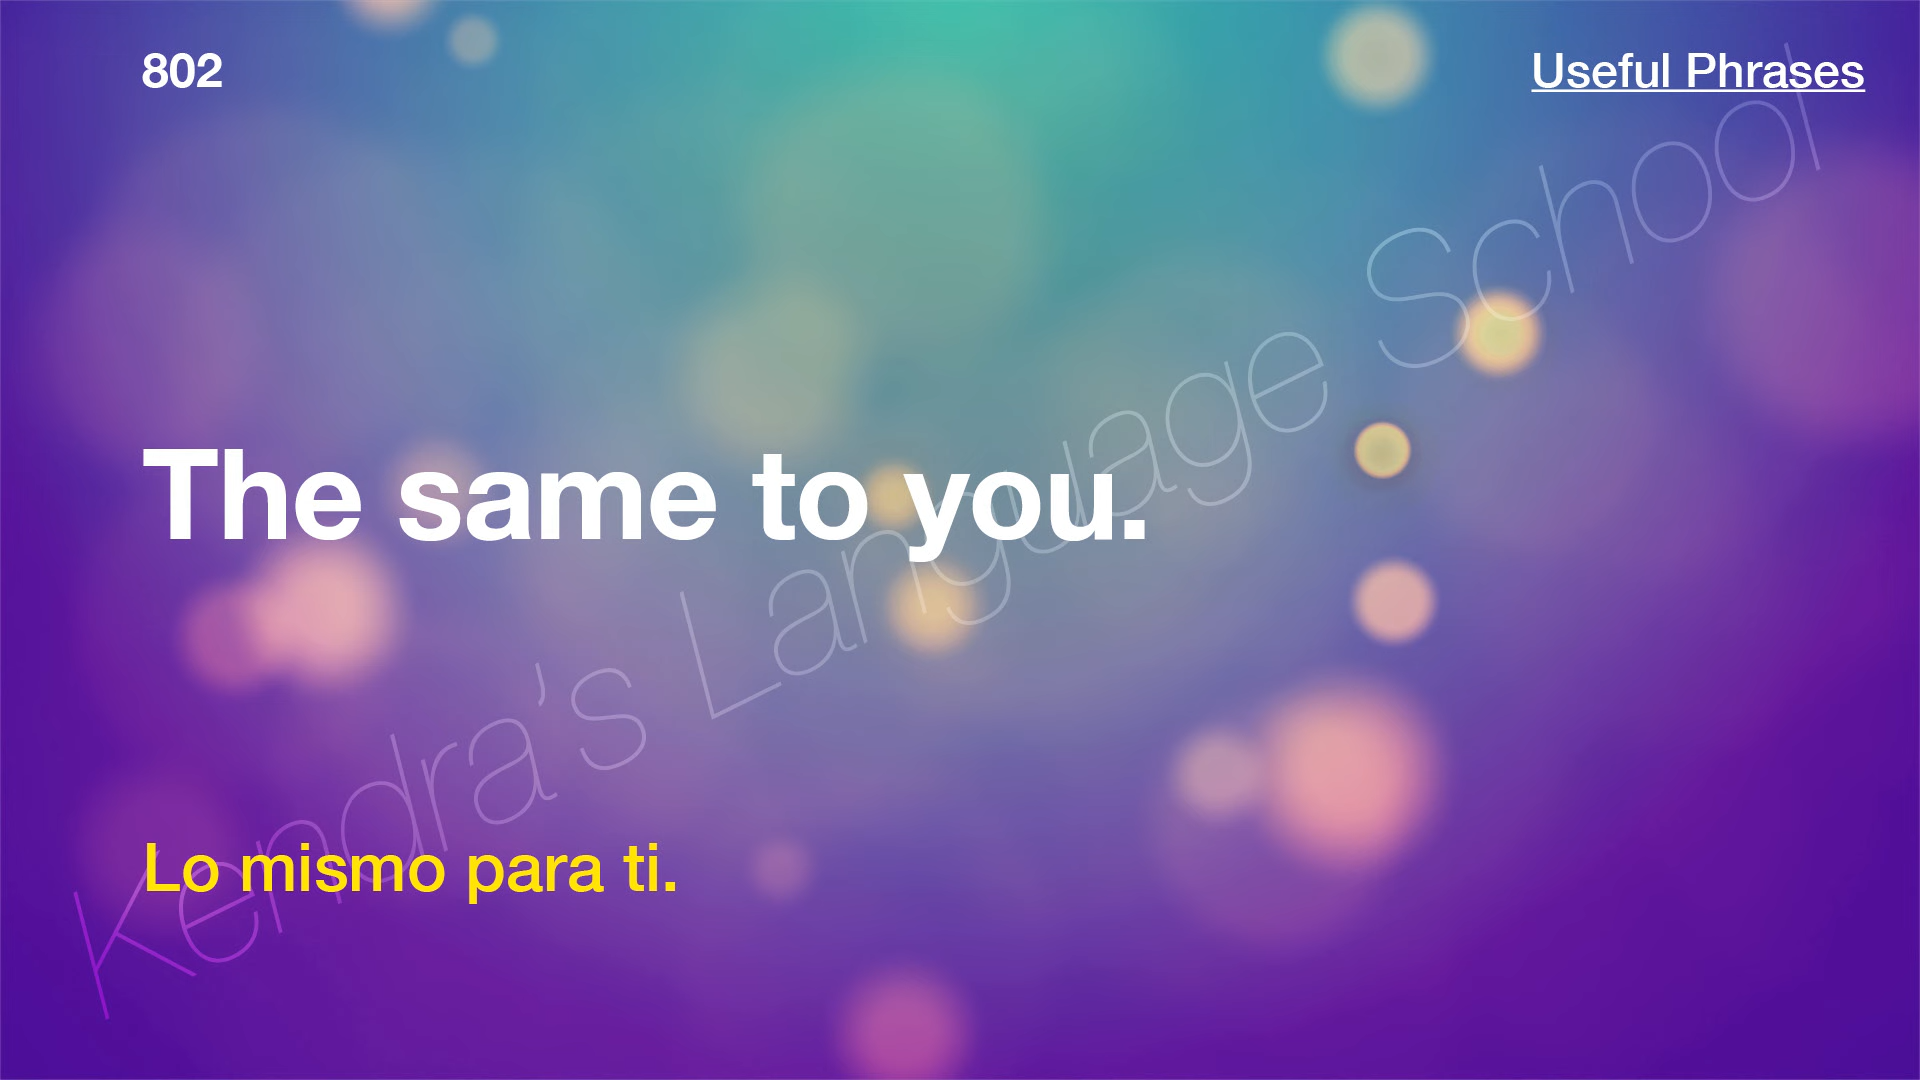 802
Useful Phrases
The same to you.
Lo mismo para ti.
Kendra's Language School